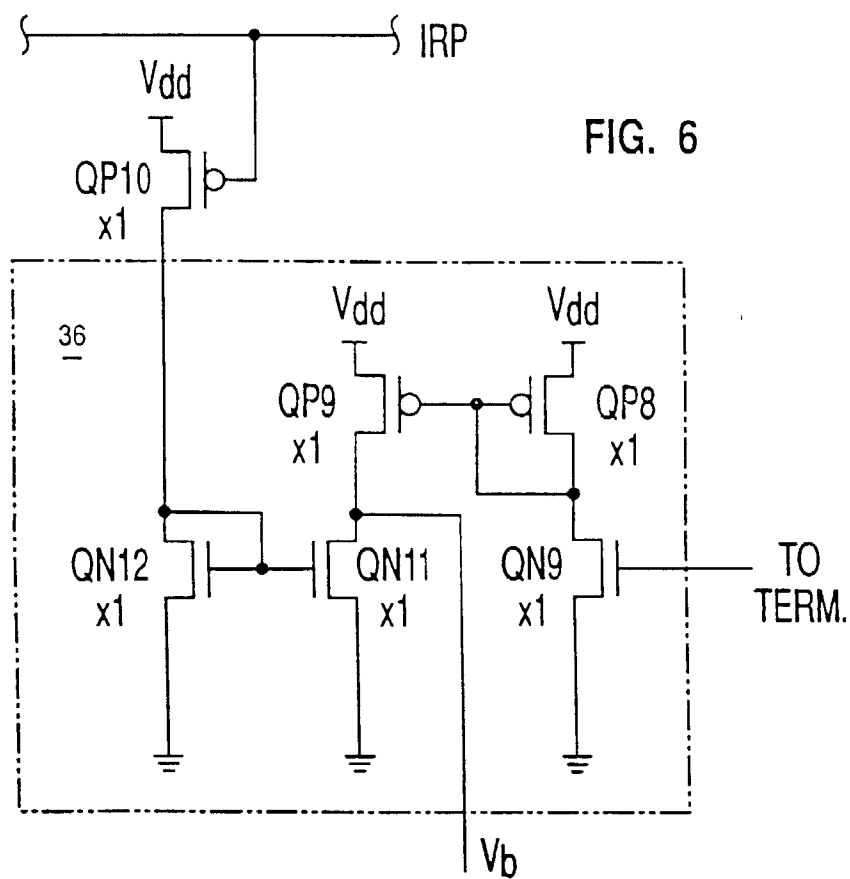 IRP
Vdd
FIG. 6
QP10
x1
36
Vdd
Vdd
QP9
x1
QP8
x1
QN12
x1
QN11
x1
QN9
x1
TO
TERM.
Vb